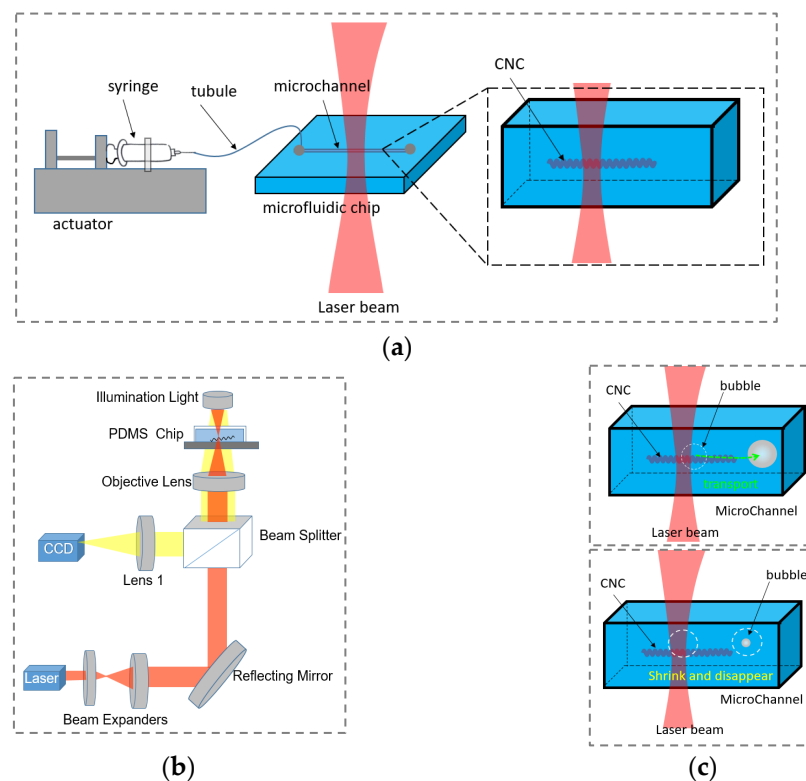 CNC
microchannel
syringe
tubule
microfluidic chip
actuator
Laser beam
(a)
Illumination Light
PDMS Chip
Objective Lens
Beam Splitter
CCD
Lens 1
Reflecting Mirror
Laser
Beam Expanders
(b)
bubble
CNC
transport
MicroChannel
Laser beam
CNC
bubble
Shrink and disappear
MicroChannel
Laser beam
(c)